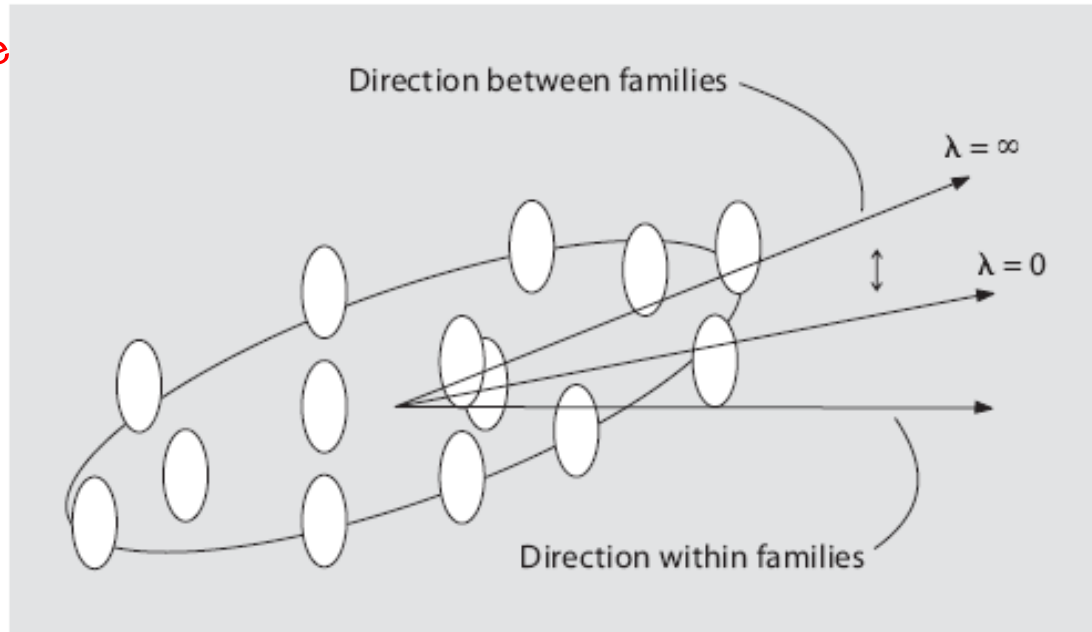 Direction between families
λ = ∞
λ = 0
Direction within families